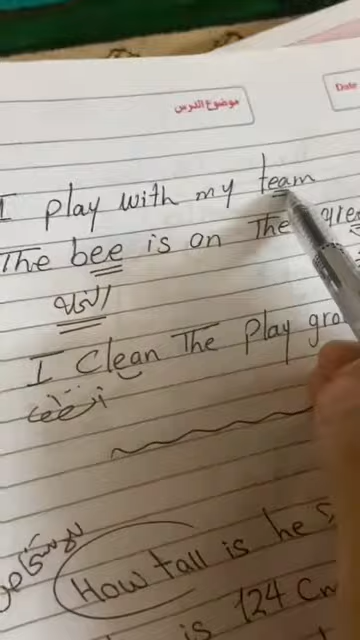 موضوع الدرس
Date
I play with my team
The bee is on The
النحلة
I Clean The play
أنظف
How tall is he
is 124 Cm